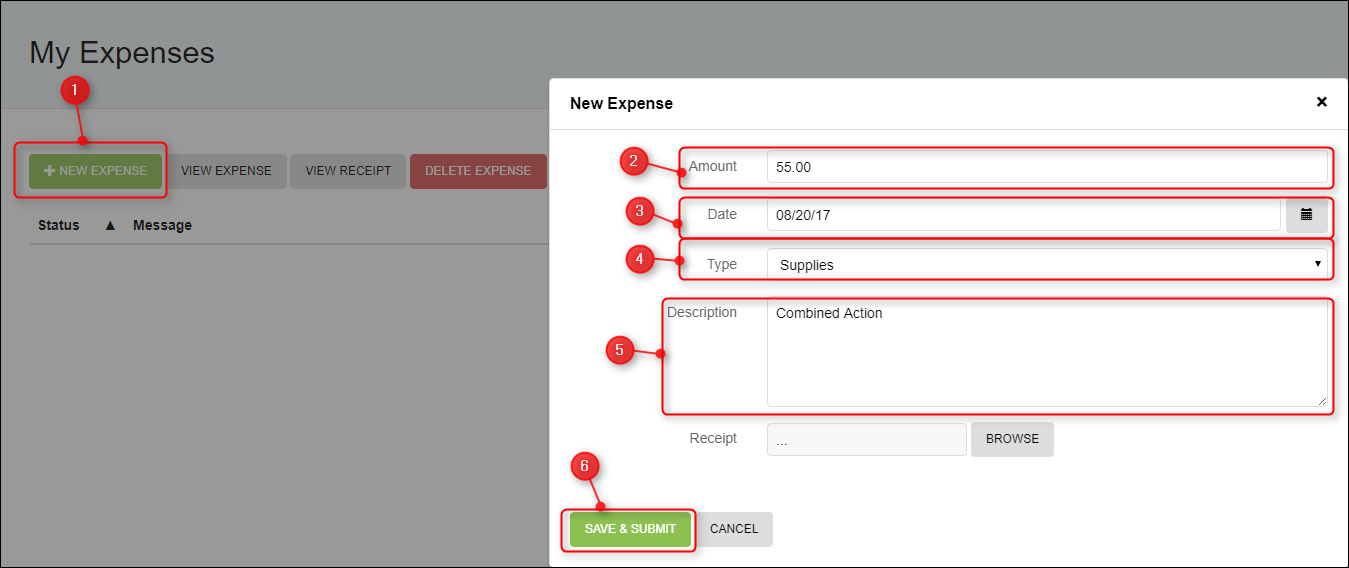 My Expenses
1
+ NEW EXPENSE VIEW EXPENSE VIEW RECEIPT DELETE EXPENSE
Status ▲ Message
New Expense ×
2 Amount 55.00
3 Date 08/20/17
4 Type Supplies
5 Description Combined Action
Receipt ... BROWSE
6
SAVE & SUBMIT CANCEL